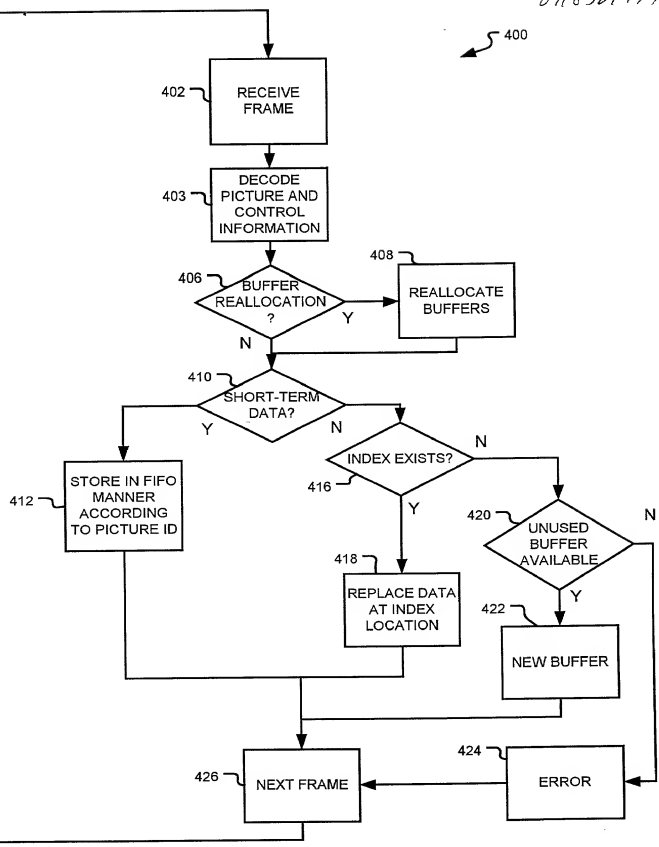 400
402
RECEIVE
FRAME
403
DECODE
PICTURE AND
CONTROL
INFORMATION
406
BUFFER
REALLOCATION
?
Y
N
408
REALLOCATE
BUFFERS
410
SHORT-TERM
DATA?
Y
N
412
STORE IN FIFO
MANNER
ACCORDING
TO PICTURE ID
INDEX EXISTS?
416
N
Y
418
REPLACE DATA
AT INDEX
LOCATION
420
UNUSED
BUFFER
AVAILABLE
N
Y
422
NEW BUFFER
424
ERROR
426
NEXT FRAME